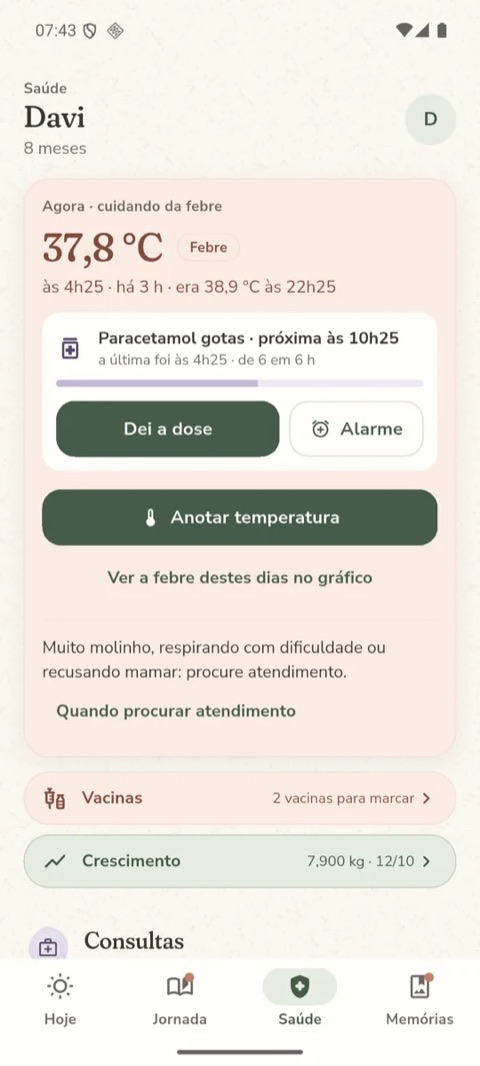 07:43
Saúde
Davi
8 meses
D
Agora · cuidando da febre
37,8 °C Febre
às 4h25 · há 3 h · era 38,9 °C às 22h25
Paracetamol gotas · próxima às 10h25
a última foi às 4h25 · de 6 em 6 h
Dei a dose
Alarme
Anotar temperatura
Ver a febre destes dias no gráfico
Muito molinho, respirando com dificuldade ou
recusando mamar: procure atendimento.
Quando procurar atendimento
Vacinas 2 vacinas para marcar
Crescimento 7,900 kg · 12/10
Consultas
Hoje Jornada Saúde Memórias